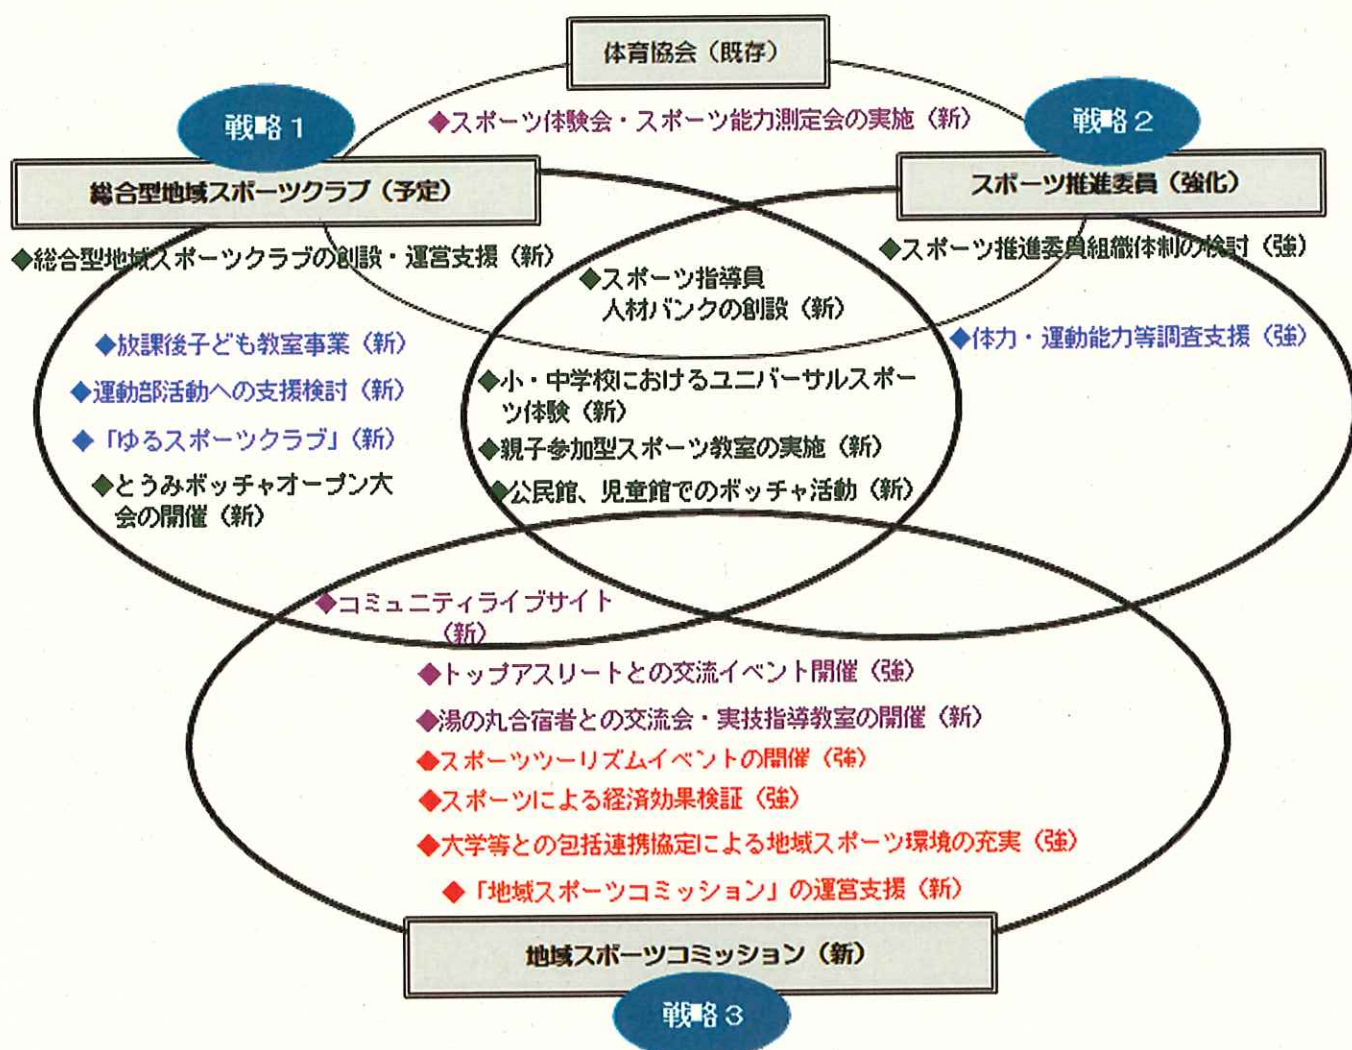 体育協会（既存）
戦略１
◆スポーツ体験会・スポーツ能力測定会の実施（新）
戦略２
総合型地域スポーツクラブ（予定）
スポーツ推進委員（強化）
◆総合型地域スポーツクラブの創設・運営支援（新）
◆スポーツ推進委員組織体制の検討（強）
◆スポーツ指導員
人材バンクの創設（新）
◆放課後子ども教室事業（新）
◆体力・運動能力等調査支援（強）
◆運動部活動への支援検討（新）
◆小・中学校におけるユニバーサルスポー
ツ体験（新）
◆「ゆるスポーツクラブ」（新）
◆親子参加型スポーツ教室の実施（新）
◆とうみボッチャオープン大
会の開催（新）
◆公民館、児童館でのボッチャ活動（新）
◆コミュニティライブサイト
（新）
◆トップアスリートとの交流イベント開催（強）
◆湯の丸合宿者との交流会・実技指導教室の開催（新）
◆スポーツツーリズムイベントの開催（強）
◆スポーツによる経済効果検証（強）
◆大学等との包括連携協定による地域スポーツ環境の充実（強）
◆「地域スポーツコミッション」の運営支援（新）
地域スポーツコミッション（新）
戦略３